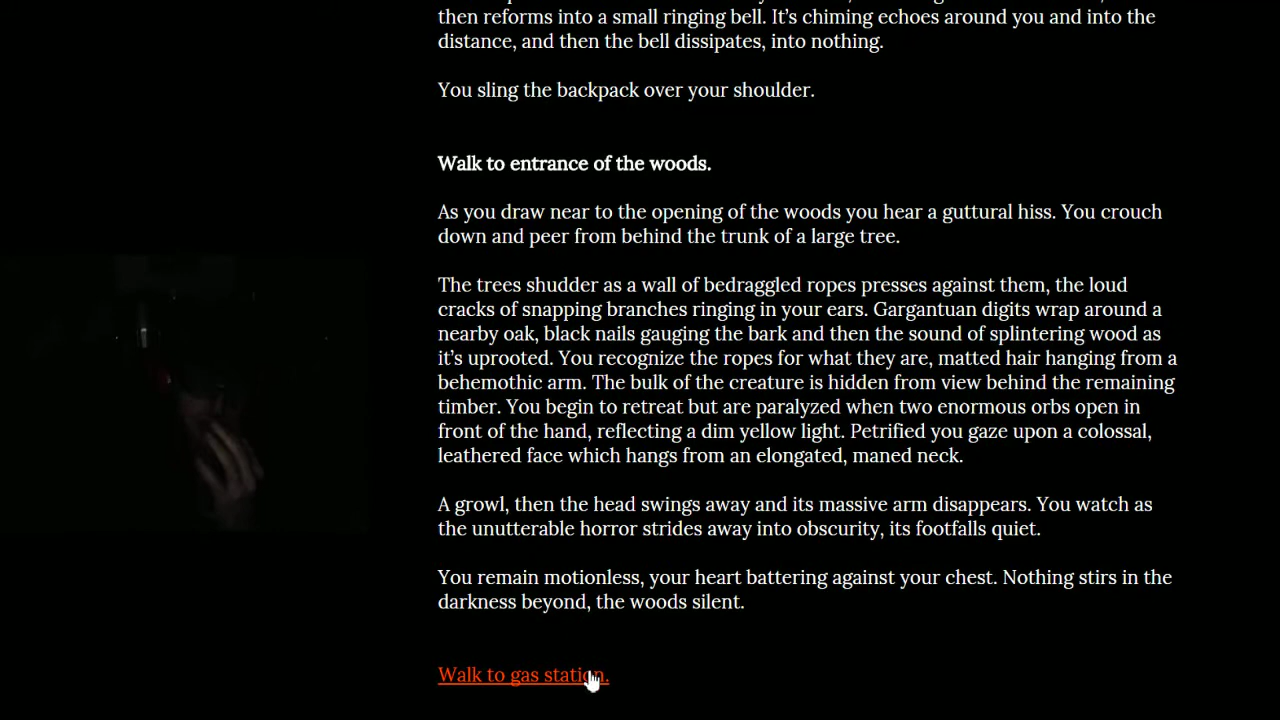 then reforms into a small ringing bell. It’s chiming echoes around you and into the
distance, and then the bell dissipates, into nothing.
You sling the backpack over your shoulder.
Walk to entrance of the woods.
As you draw near to the opening of the woods you hear a guttural hiss. You crouch
down and peer from behind the trunk of a large tree.
The trees shudder as a wall of bedraggled ropes presses against them, the loud
cracks of snapping branches ringing in your ears. Gargantuan digits wrap around a
nearby oak, black nails gauging the bark and then the sound of splintering wood as
it’s uprooted. You recognize the ropes for what they are, matted hair hanging from a
behemothic arm. The bulk of the creature is hidden from view behind the remaining
timber. You begin to retreat but are paralyzed when two enormous orbs open in
front of the hand, reflecting a dim yellow light. Petrified you gaze upon a colossal,
leathered face which hangs from an elongated, maned neck.
A growl, then the head swings away and its massive arm disappears. You watch as
the unutterable horror strides away into obscurity, its footfalls quiet.
You remain motionless, your heart battering against your chest. Nothing stirs in the
darkness beyond, the woods silent.
Walk to gas station.